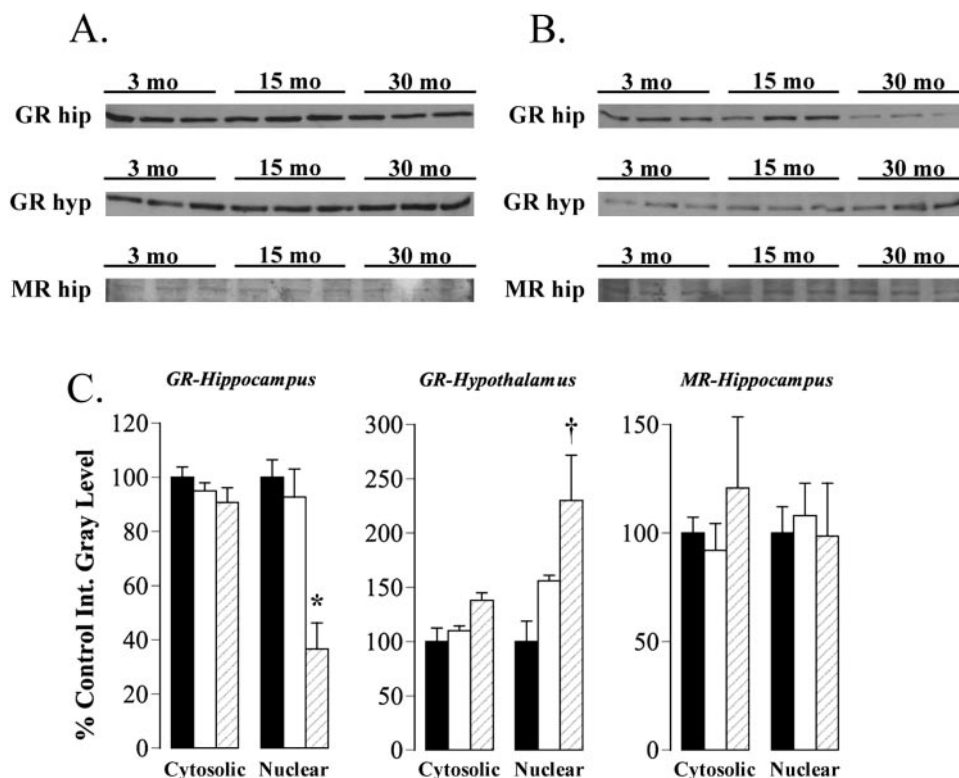 A.
3 mo 15 mo 30 mo
GR hip
3 mo 15 mo 30 mo
GR hyp
3 mo 15 mo 30 mo
MR hip
B.
3 mo 15 mo 30 mo
GR hip
3 mo 15 mo 30 mo
GR hyp
3 mo 15 mo 30 mo
MR hip
C.
% Control Int. Gray Level
GR-Hippocampus
120
100
80
60
40
20
0
*
Cytosolic Nuclear
GR-Hypothalamus
300
250
200
150
100
50
0
†
Cytosolic Nuclear
MR-Hippocampus
150
100
50
Cytosolic Nuclear